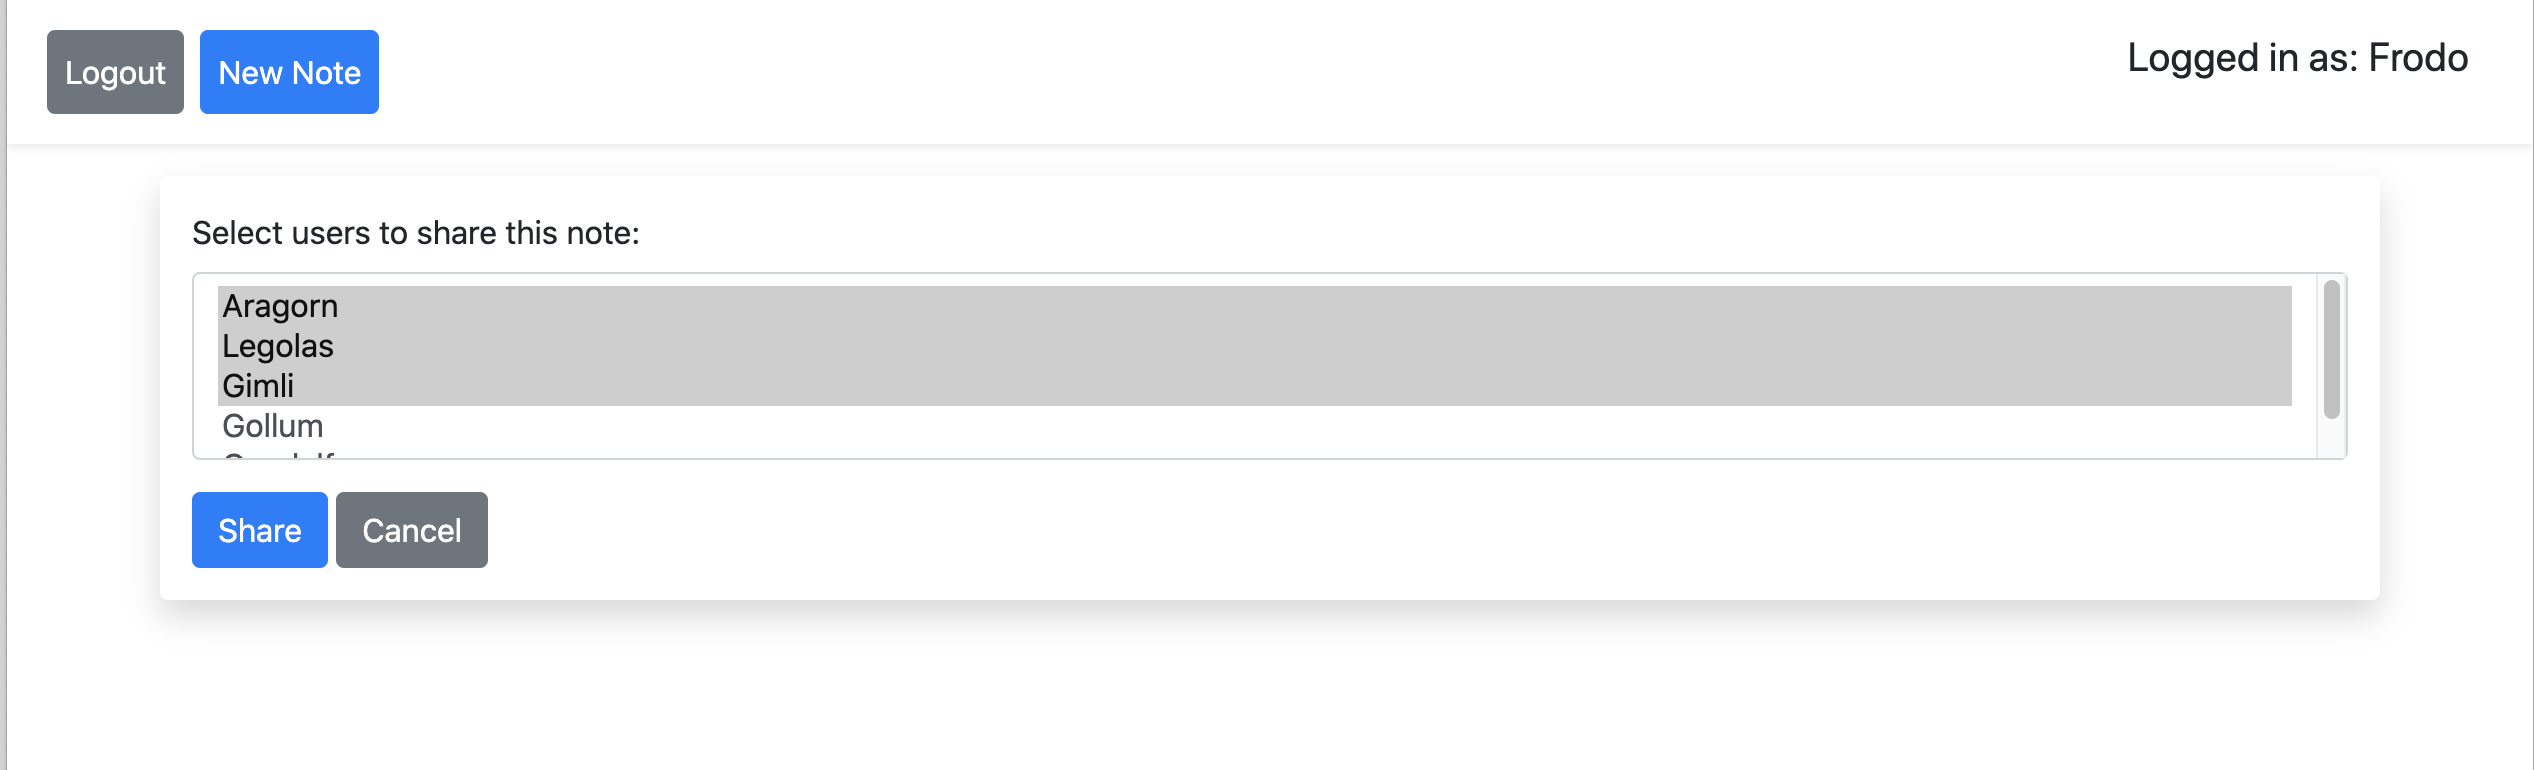 Logout New Note Logged in as: Frodo
Select users to share this note:
Aragorn
Legolas
Gimli
Gollum
Share Cancel